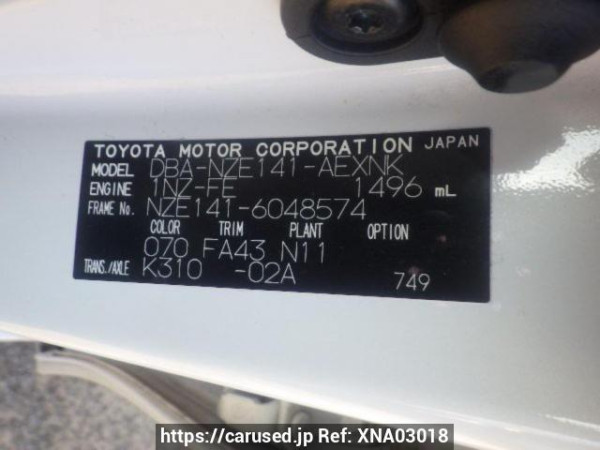 TOYOTA MOTOR CORPORATION JAPAN
MODEL DBA-NZE141-AEXNK
ENGINE 1NZ-FE 1496 mL
FRAME No. NZE141-6048574
COLOR TRIM PLANT OPTION
070 FA43 N11
TRANS./AXLE K310 -02A
749
https://carused.jp Ref: XNA03018